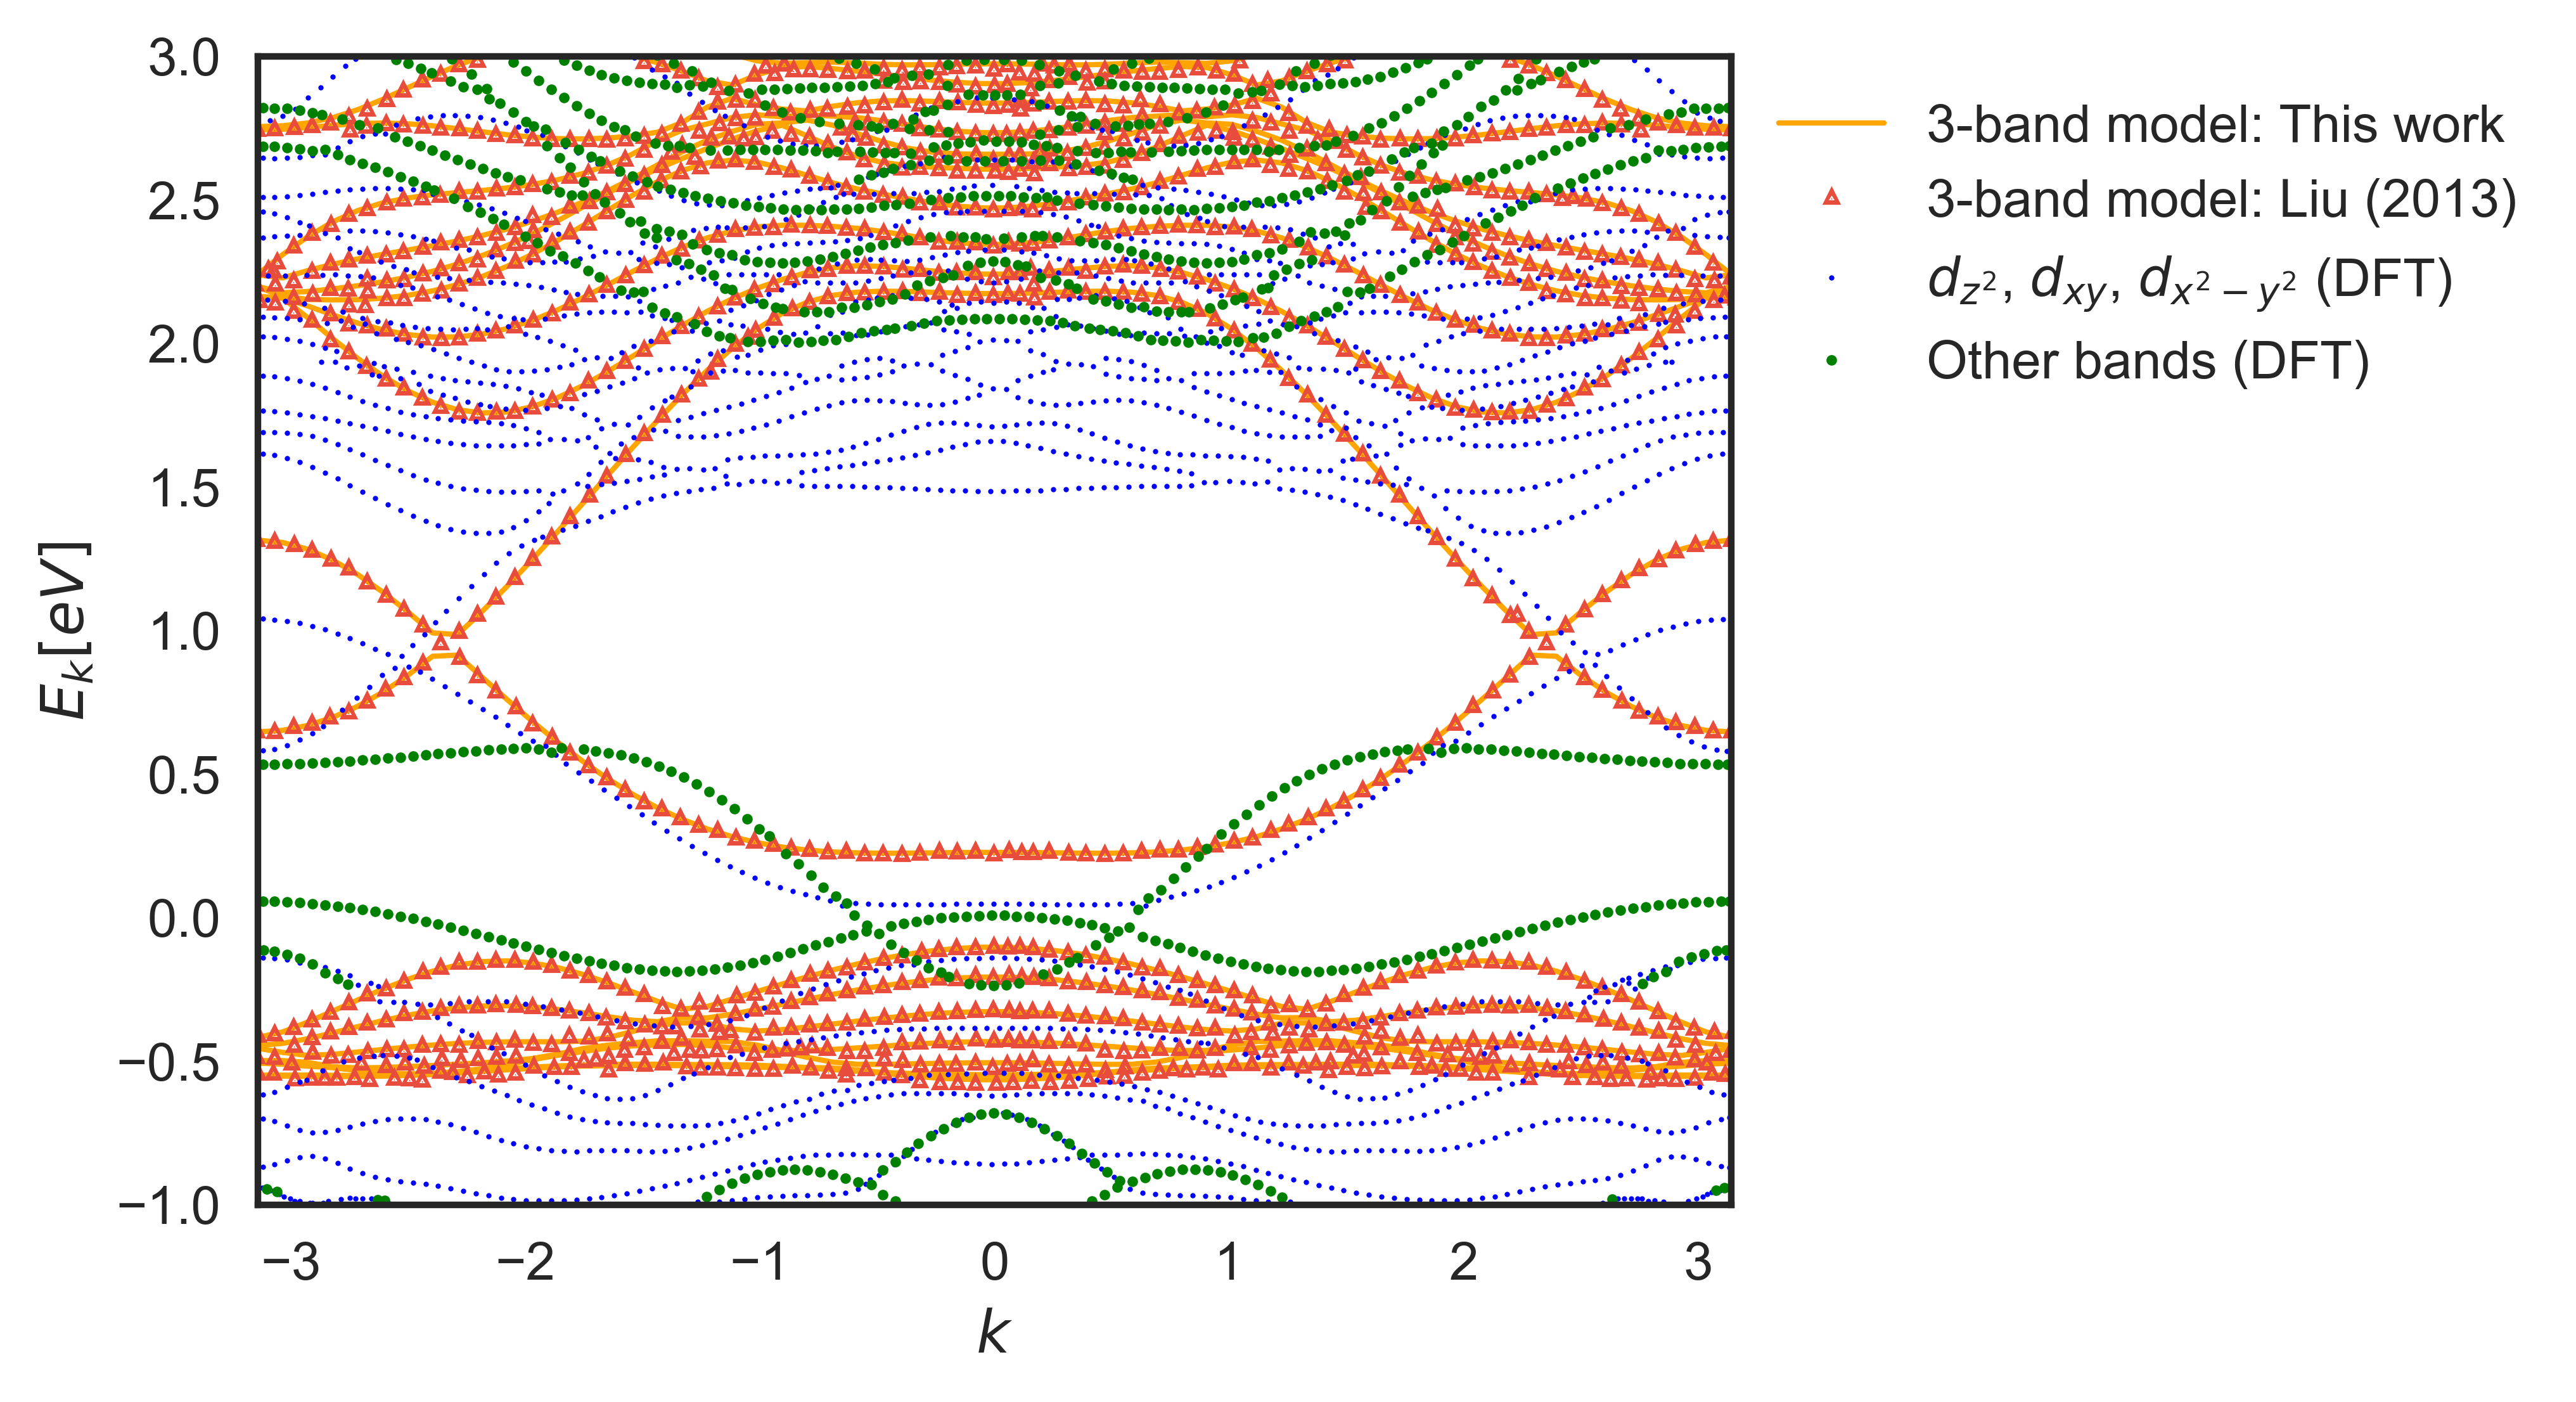 3.0
2.5
2.0
1.5
1.0
0.5
0.0
−0.5
−1.0
E_k[eV]
−3 −2 −1 0 1 2 3
k
3-band model: This work
3-band model: Liu (2013)
d_{z²}, d_{xy}, d_{x²−y²} (DFT)
Other bands (DFT)